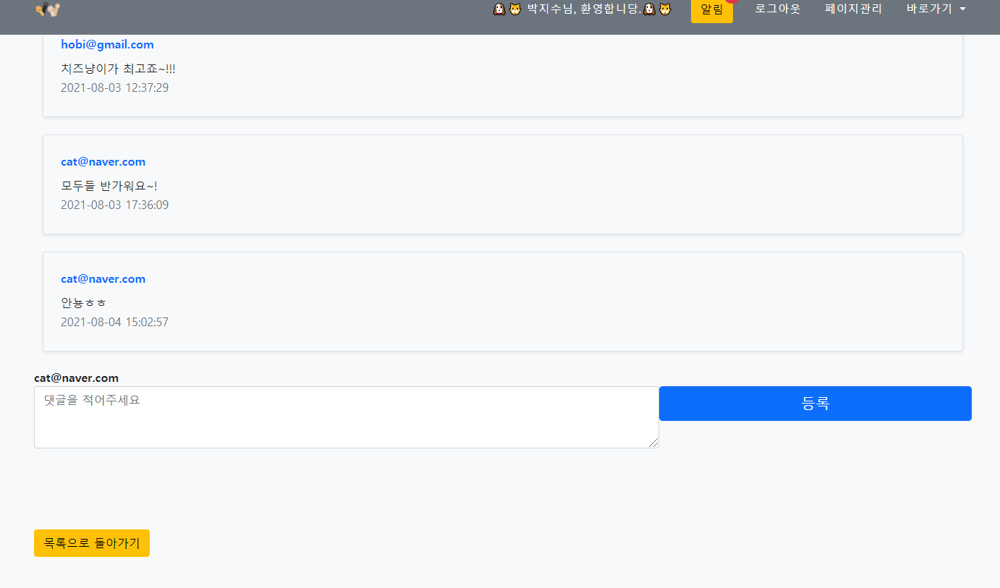 박지수님, 환영합니당. 알림 로그아웃 페이지관리 바로가기
hobi@gmail.com
치즈냥이가 최고죠~!!!
2021-08-03 12:37:29
cat@naver.com
모두들 반가워요~!
2021-08-03 17:36:09
cat@naver.com
안뇽ㅎㅎ
2021-08-04 15:02:57
cat@naver.com
댓글을 적어주세요 등록
목록으로 돌아가기